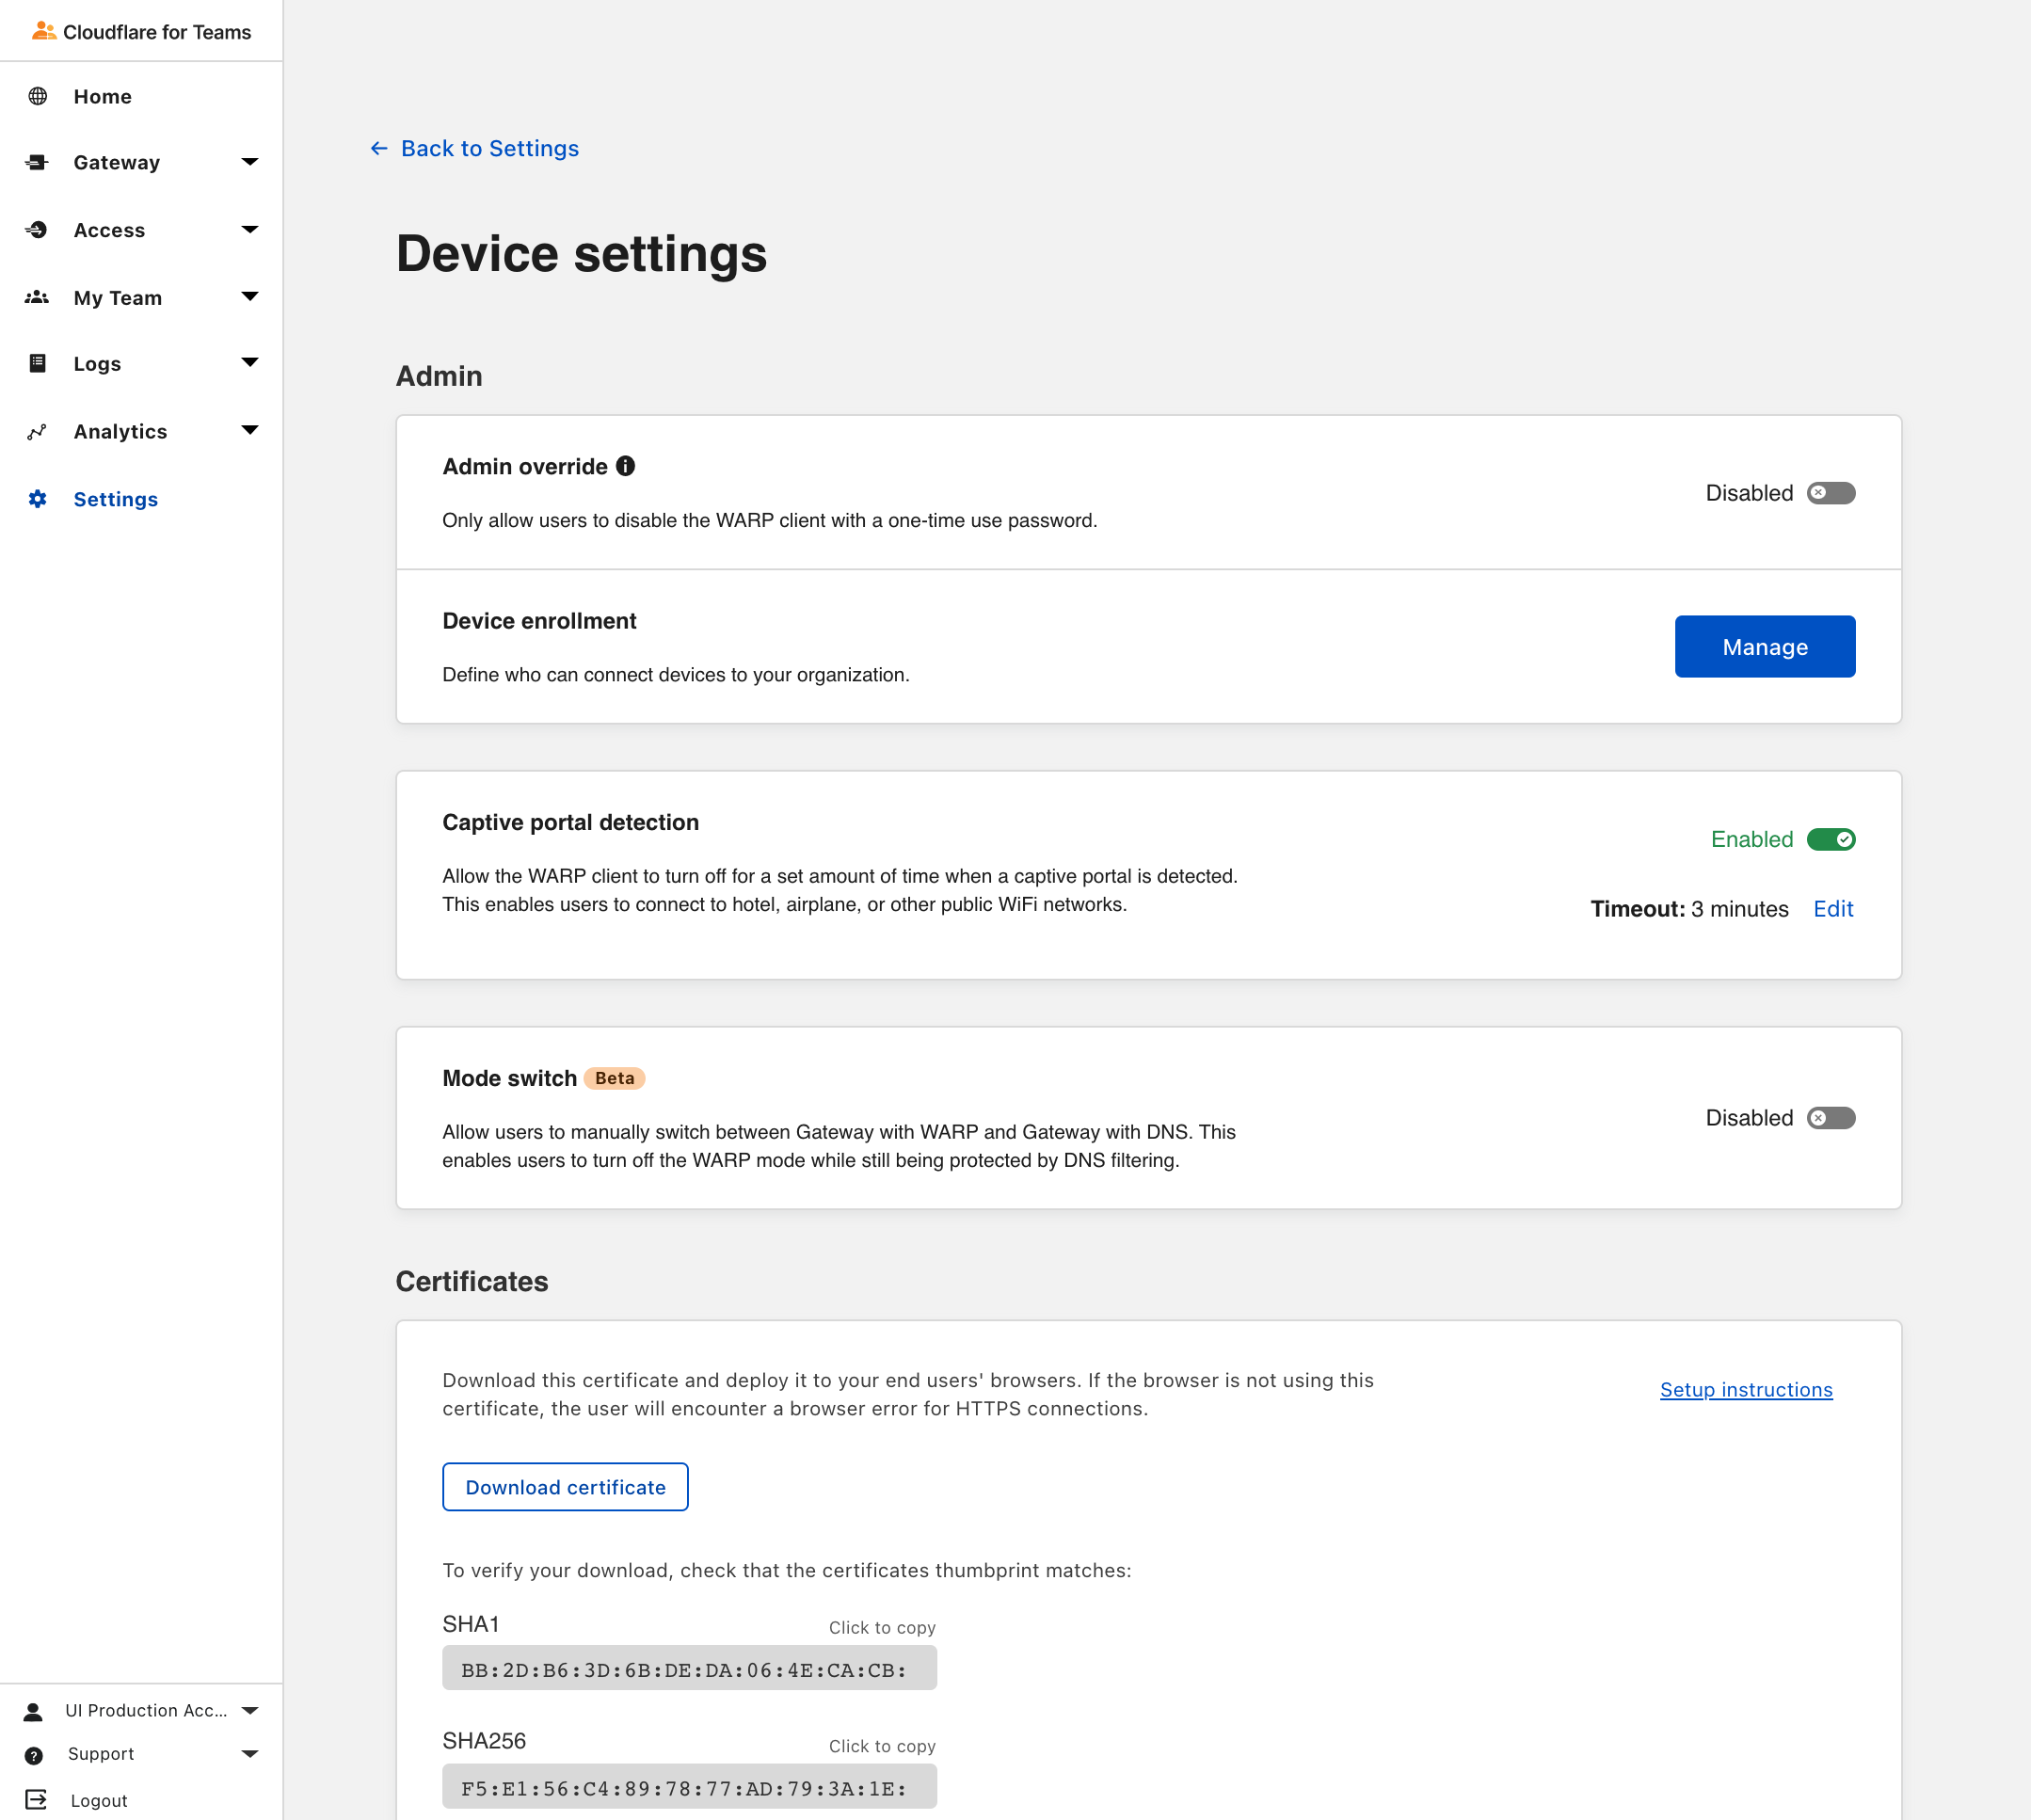 Cloudflare for Teams
Home
Gateway
Access
My Team
Logs
Analytics
Settings
UI Production Acc...
Support
Logout
Back to Settings
Device settings
Admin
Admin override
Only allow users to disable the WARP client with a one-time use password.
Disabled
Device enrollment
Define who can connect devices to your organization.
Manage
Captive portal detection
Allow the WARP client to turn off for a set amount of time when a captive portal is detected.
This enables users to connect to hotel, airplane, or other public WiFi networks.
Enabled
Timeout: 3 minutes Edit
Mode switch Beta
Allow users to manually switch between Gateway with WARP and Gateway with DNS. This
enables users to turn off the WARP mode while still being protected by DNS filtering.
Disabled
Certificates
Download this certificate and deploy it to your end users' browsers. If the browser is not using this
certificate, the user will encounter a browser error for HTTPS connections.
Setup instructions
Download certificate
To verify your download, check that the certificates thumbprint matches:
SHA1 Click to copy
BB:2D:B6:3D:6B:DE:DA:06:4E:CA:CB:
SHA256 Click to copy
F5:E1:56:C4:89:78:77:AD:79:3A:1E: